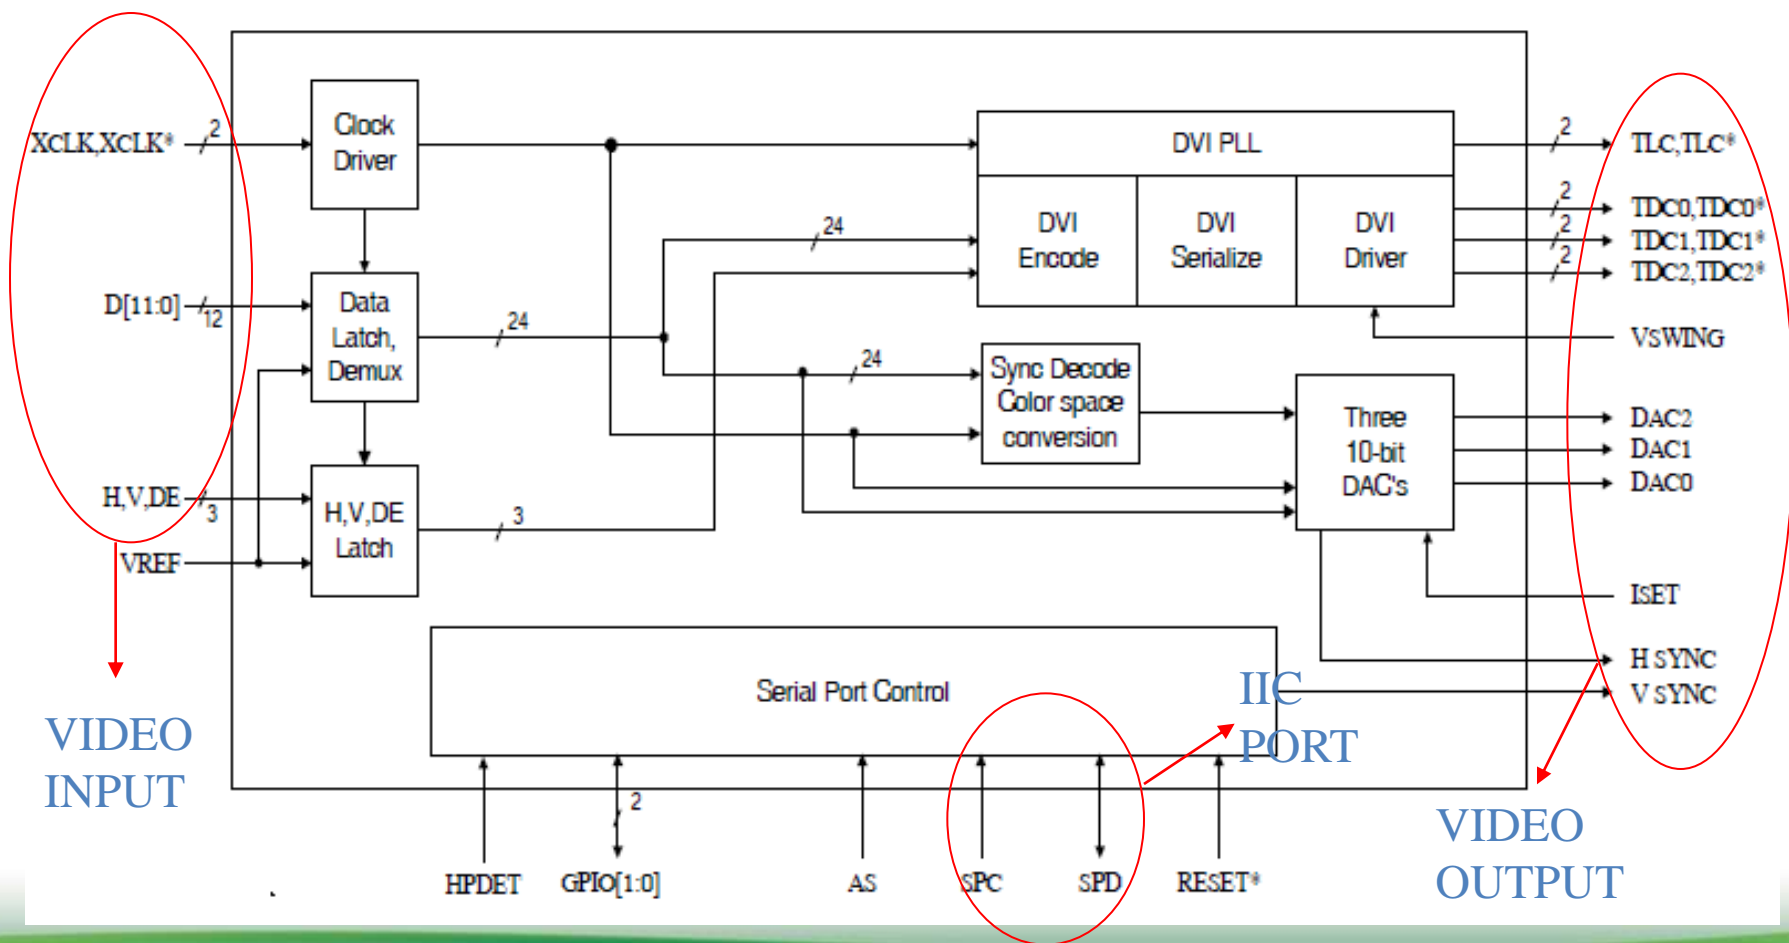 XCLK,XCLK*
2
Clock
Driver
DVI PLL
2
TLC,TLC*
24
DVI
Encode
DVI
Serialize
DVI
Driver
2
TDC0,TDC0*
2
TDC1,TDC1*
2
TDC2,TDC2*
D[11:0]
12
Data
Latch,
Demux
24
VSWING
24
Sync Decode
Color space
conversion
Three
10-bit
DAC's
DAC2
DAC1
DAC0
H,V,DE
3
H,V,DE
Latch
3
VREF
ISET
Serial Port Control
H SYNC
V SYNC
IIC
PORT
VIDEO
INPUT
2
HPDET
GPIO[1:0]
AS
SPC
SPD
RESET*
VIDEO
OUTPUT